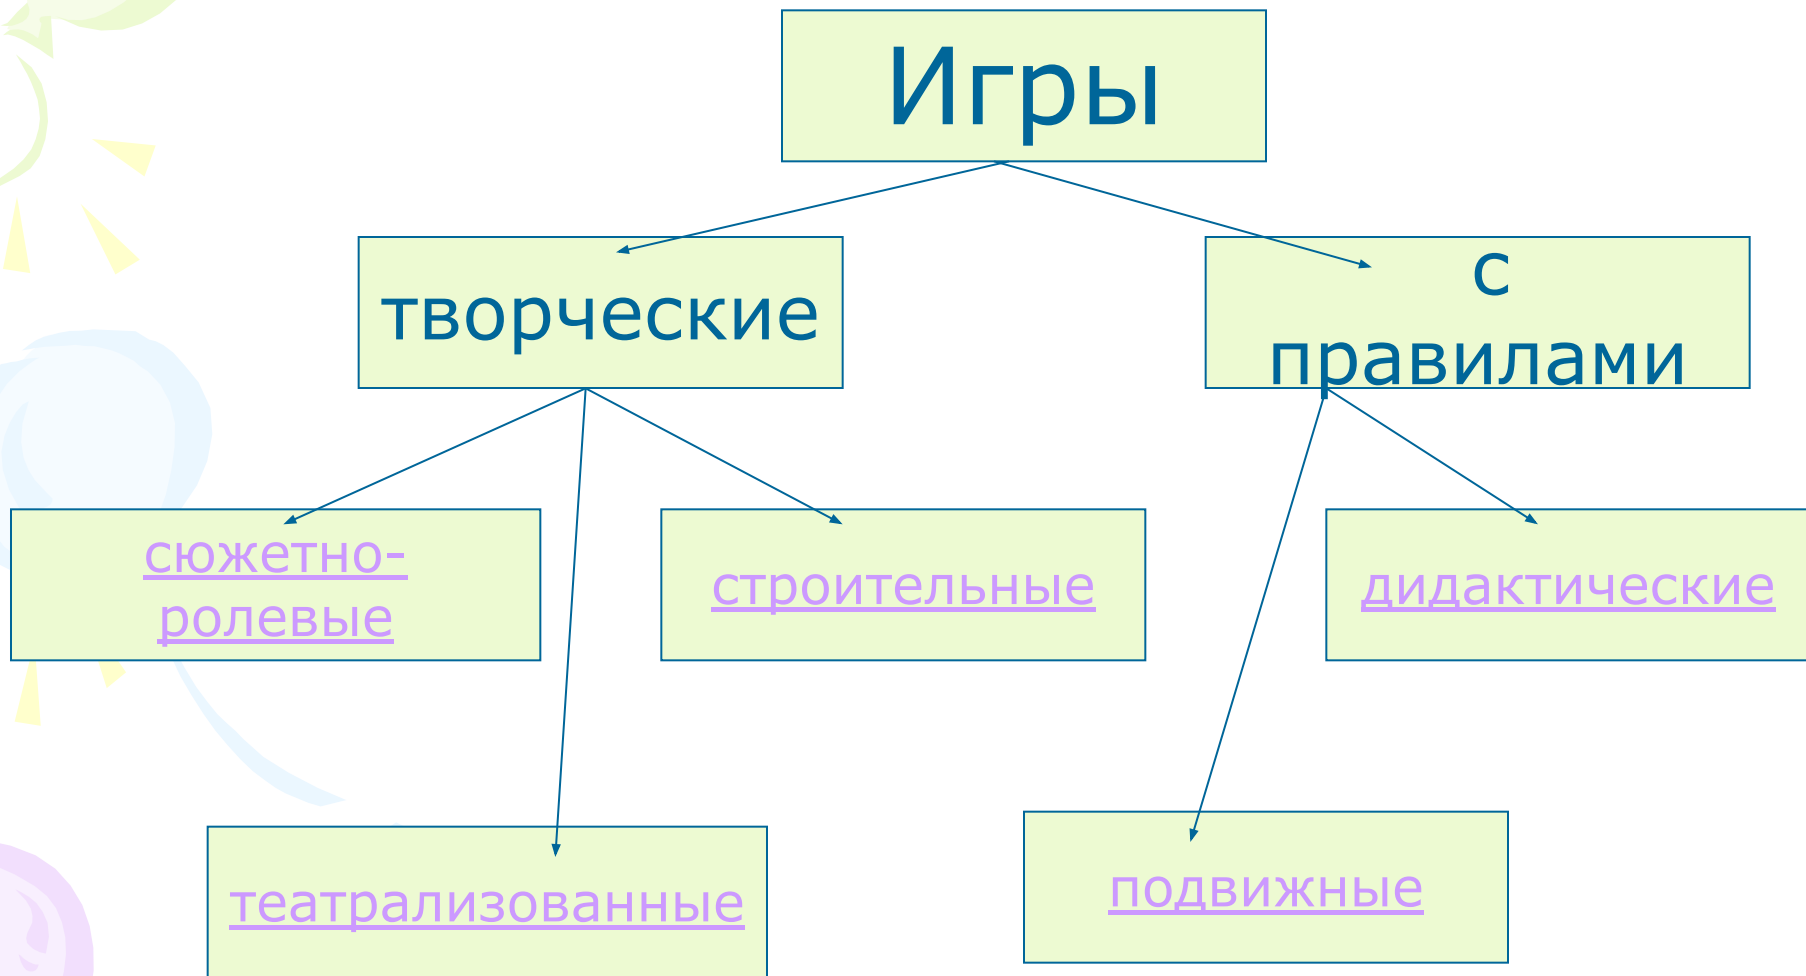 Игры
творческие
с
правилами
сюжетно-
ролевые
строительные
дидактические
театрализованные
подвижные